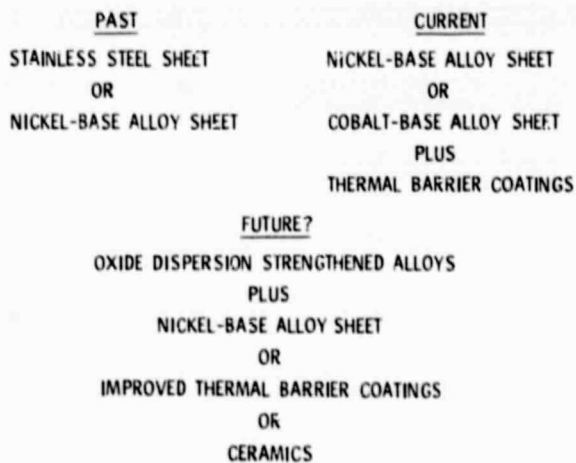 PAST
STAINLESS STEEL SHEET
OR
NICKEL-BASE ALLOY SHEET
CURRENT
NICKEL-BASE ALLOY SHEET
OR
COBALT-BASE ALLOY SHEET
PLUS
THERMAL BARRIER COATINGS
FUTURE?
OXIDE DISPERSION STRENGTHENED ALLOYS
PLUS
NICKEL-BASE ALLOY SHEET
OR
IMPROVED THERMAL BARRIER COATINGS
OR
CERAMICS